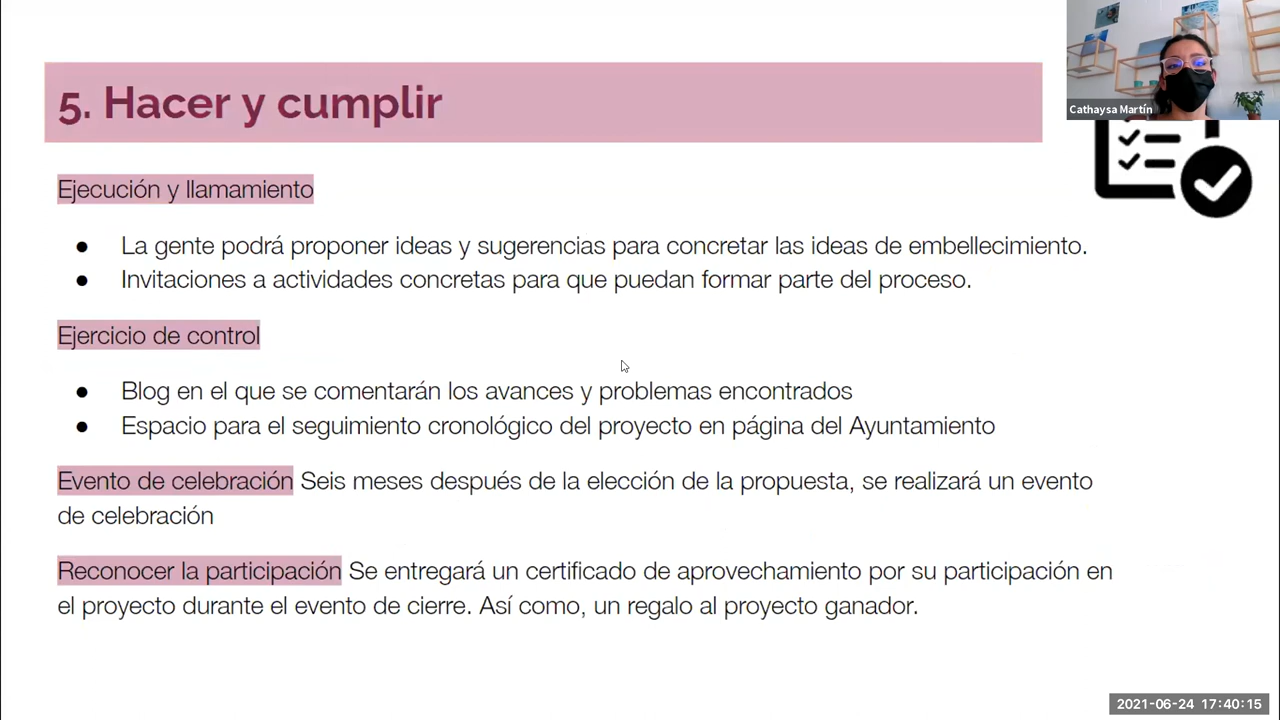 5. Hacer y cumplir
Cathaysa Martín
Ejecución y llamamiento
● La gente podrá proponer ideas y sugerencias para concretar las ideas de embellecimiento.
● Invitaciones a actividades concretas para que puedan formar parte del proceso.
Ejercicio de control
● Blog en el que se comentarán los avances y problemas encontrados
● Espacio para el seguimiento cronológico del proyecto en página del Ayuntamiento
Evento de celebración Seis meses después de la elección de la propuesta, se realizará un evento
de celebración
Reconocer la participación Se entregará un certificado de aprovechamiento por su participación en
el proyecto durante el evento de cierre. Así como, un regalo al proyecto ganador.
2021-06-24 17:40:15